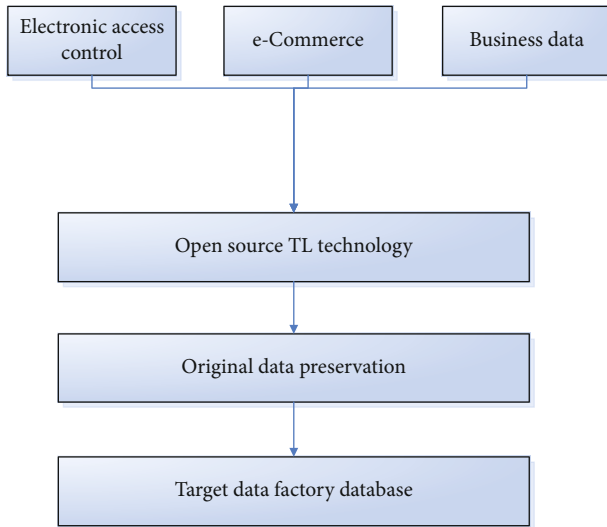 Electronic access
control
e-Commerce
Business data
Open source TL technology
Original data preservation
Target data factory database